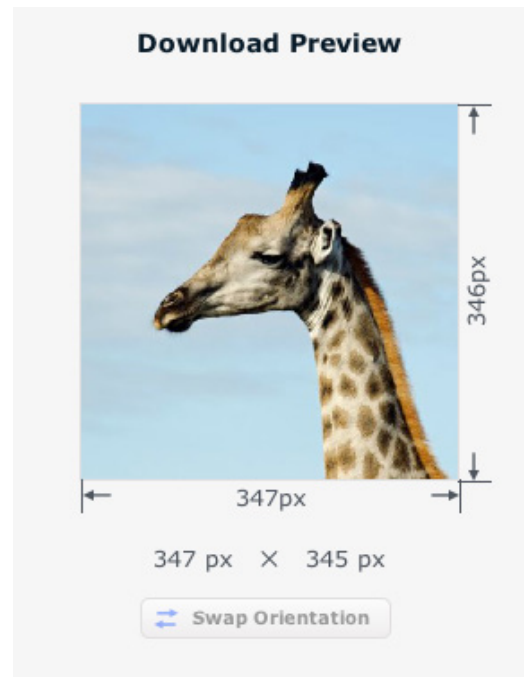 Download Preview
346px
347px
347 px × 345 px
Swap Orientation